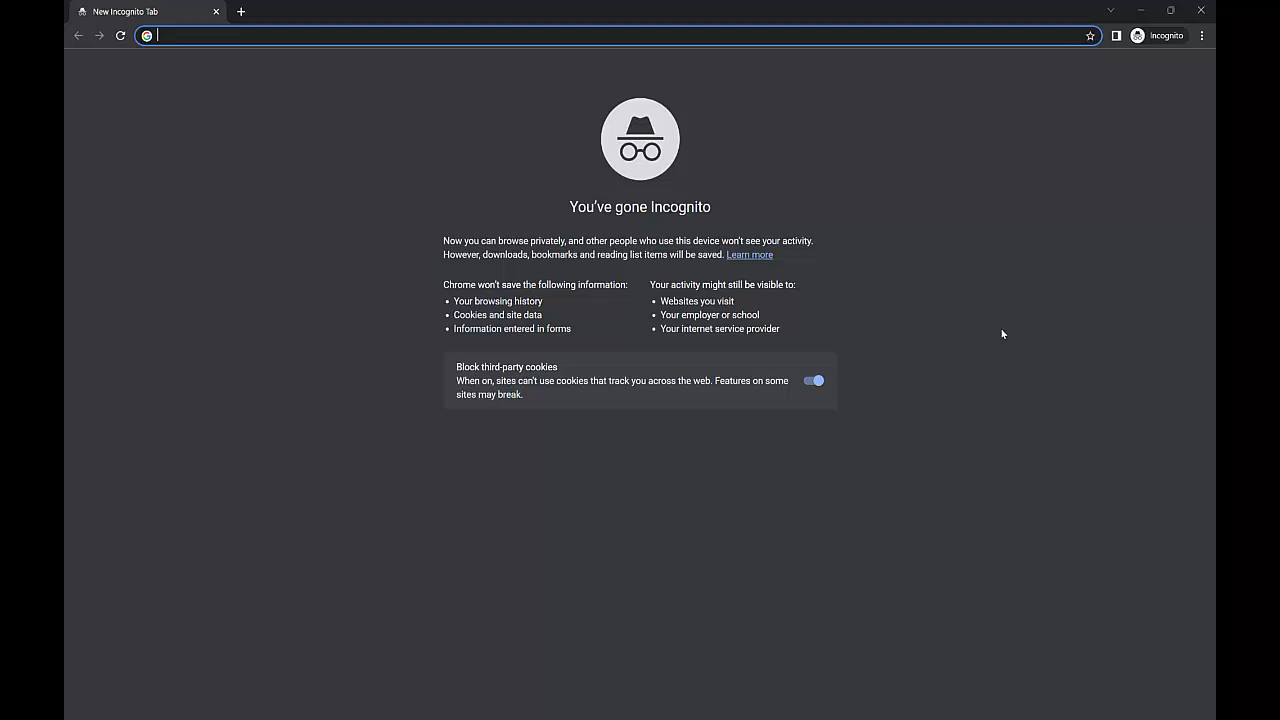 New Incognito Tab
Incognito
You've gone Incognito
Now you can browse privately, and other people who use this device won't see your activity.
However, downloads, bookmarks and reading list items will be saved. Learn more
Chrome won't save the following information:
• Your browsing history
• Cookies and site data
• Information entered in forms
Your activity might still be visible to:
• Websites you visit
• Your employer or school
• Your internet service provider
Block third-party cookies
When on, sites can't use cookies that track you across the web. Features on some
sites may break.